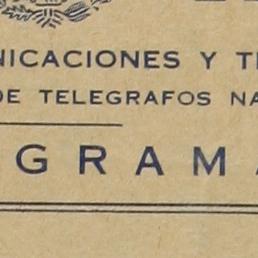 NICACIONES Y T
DE TELEGRAFOS NA
GRAMA